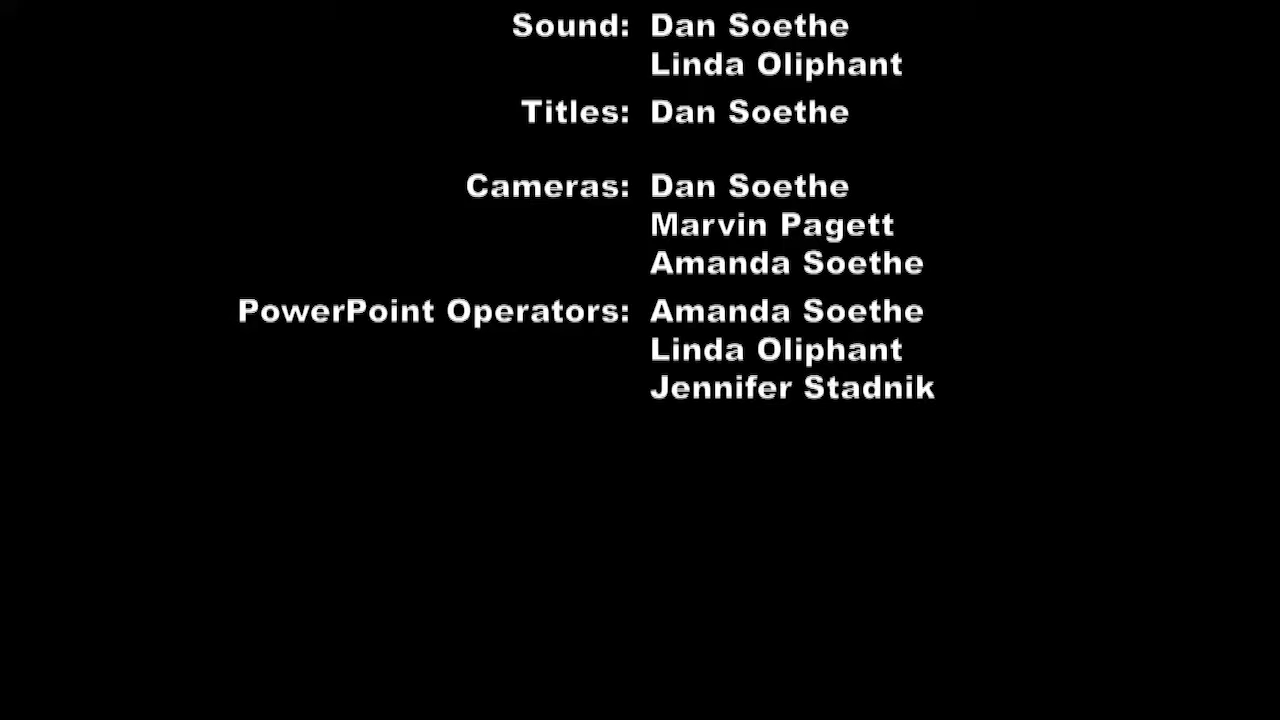 Sound: Dan Soethe
Linda Oliphant
Titles: Dan Soethe
Cameras: Dan Soethe
Marvin Pagett
Amanda Soethe
PowerPoint Operators: Amanda Soethe
Linda Oliphant
Jennifer Stadnik